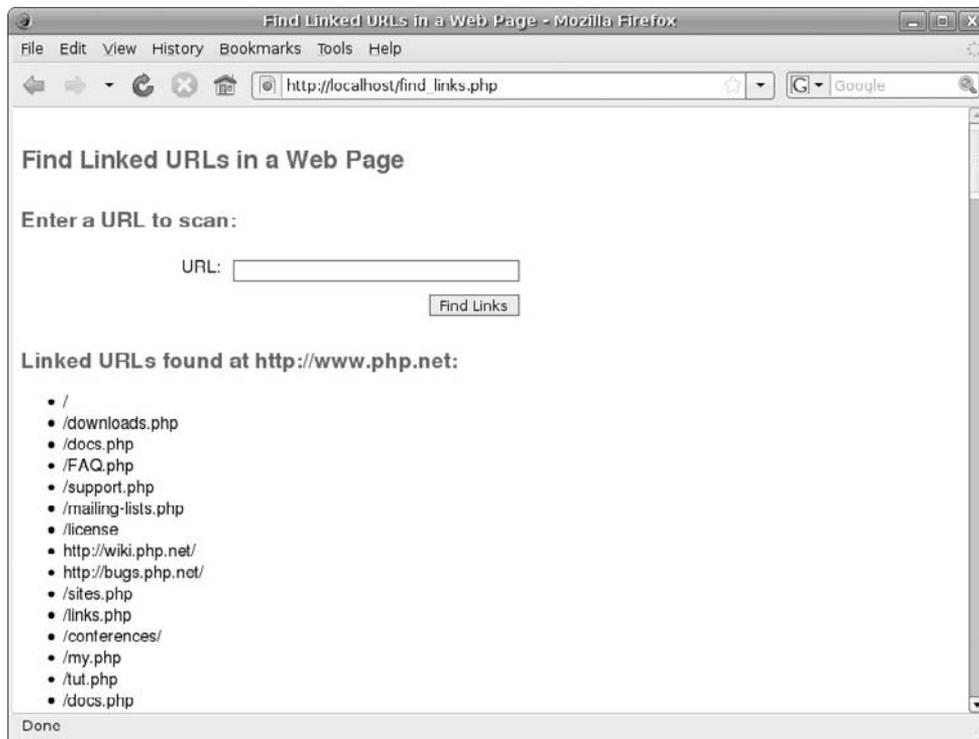 Find Linked URLs in a Web Page - Mozilla Firefox
File Edit View History Bookmarks Tools Help
http://localhost/find_links.php
G Google
Find Linked URLs in a Web Page
Enter a URL to scan:
URL:
Find Links
Linked URLs found at http://www.php.net:
• /
• /downloads.php
• /docs.php
• /FAQ.php
• /support.php
• /mailing-lists.php
• /license
• http://wiki.php.net/
• http://bugs.php.net/
• /sites.php
• /links.php
• /conferences/
• /my.php
• /tut.php
• /docs.php
Done